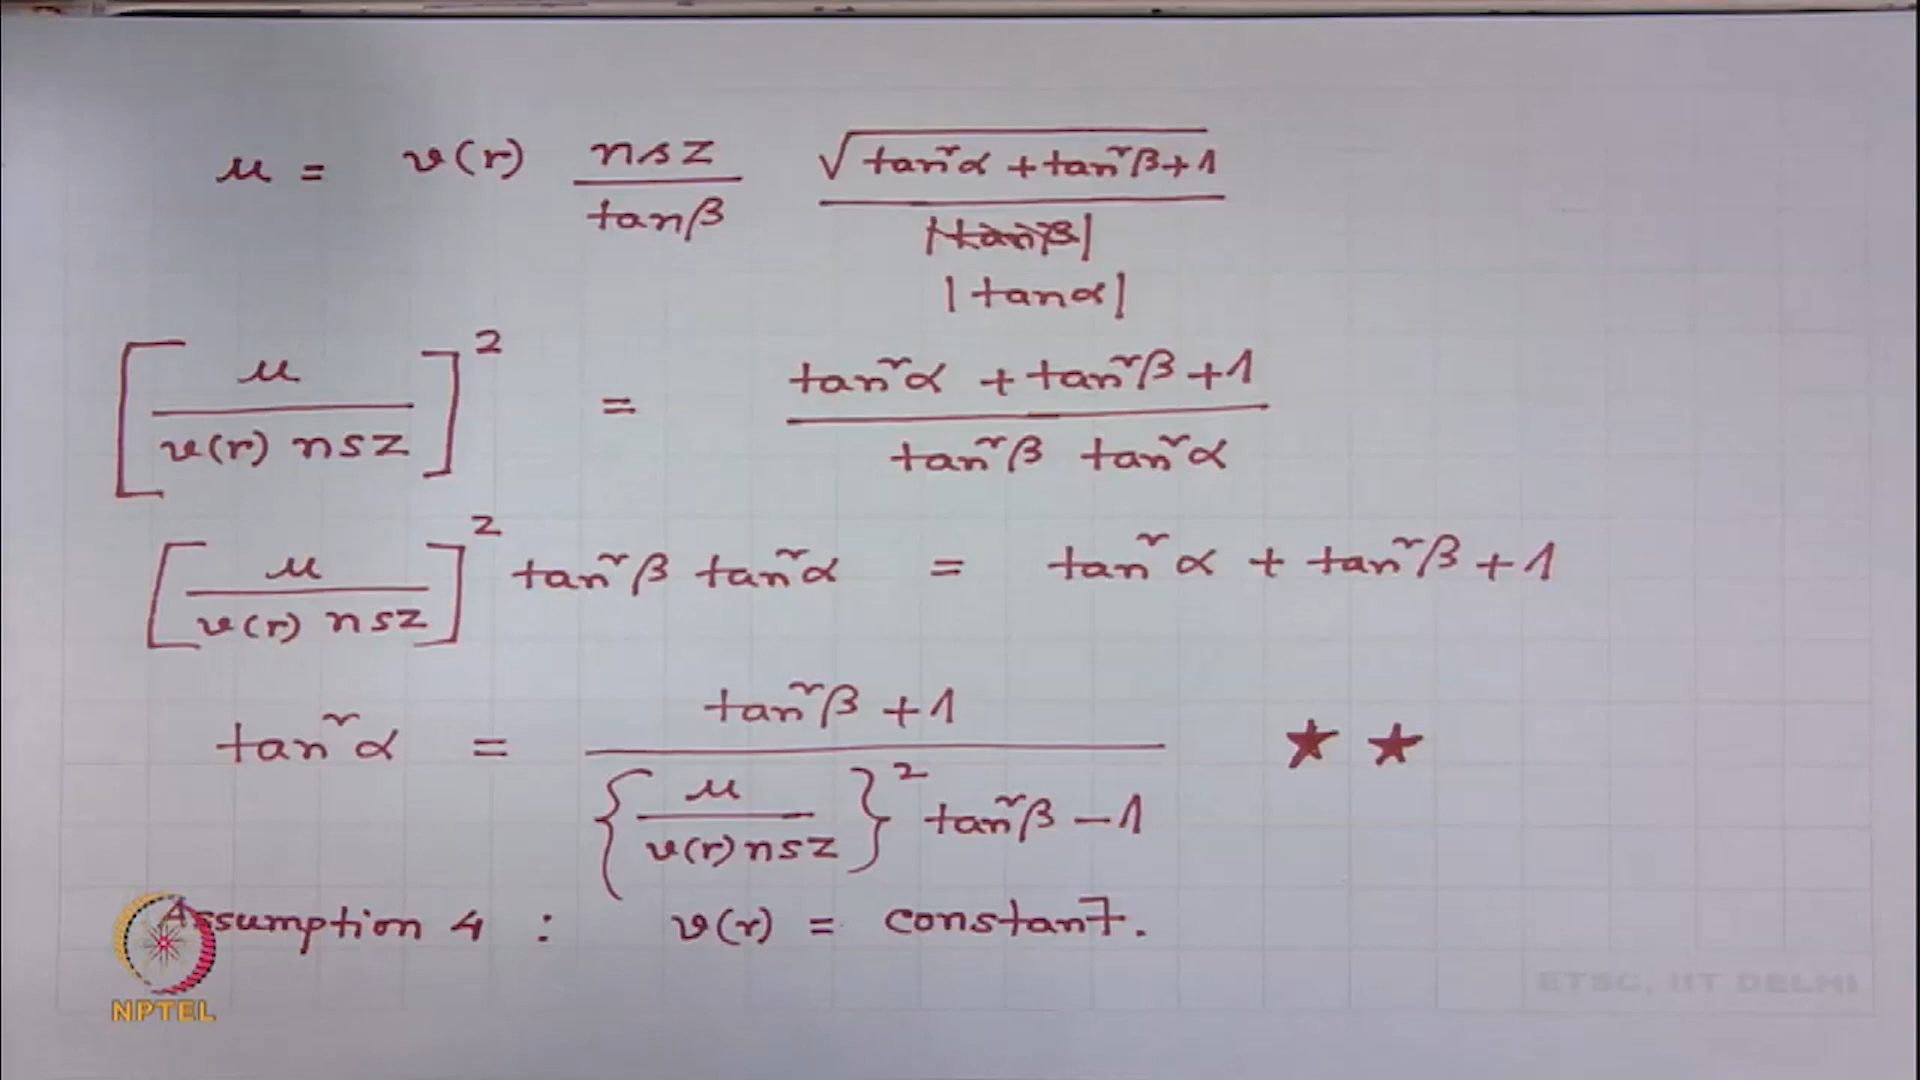 u = v(r) nsz / tanβ √(tan²α + tan²β + 1) / |tanβ| |tanα|
[u / v(r) nsz]² = (tan²α + tan²β + 1) / (tan²β tan²α)
[u / v(r) nsz]² tan²β tan²α = tan²α + tan²β + 1
tan²α = (tan²β + 1) / ({u / v(r) nsz}² tan²β - 1) ★ ★
Assumption 4 : v(r) = constant.
NPTEL
ETSC, IIT DELHI